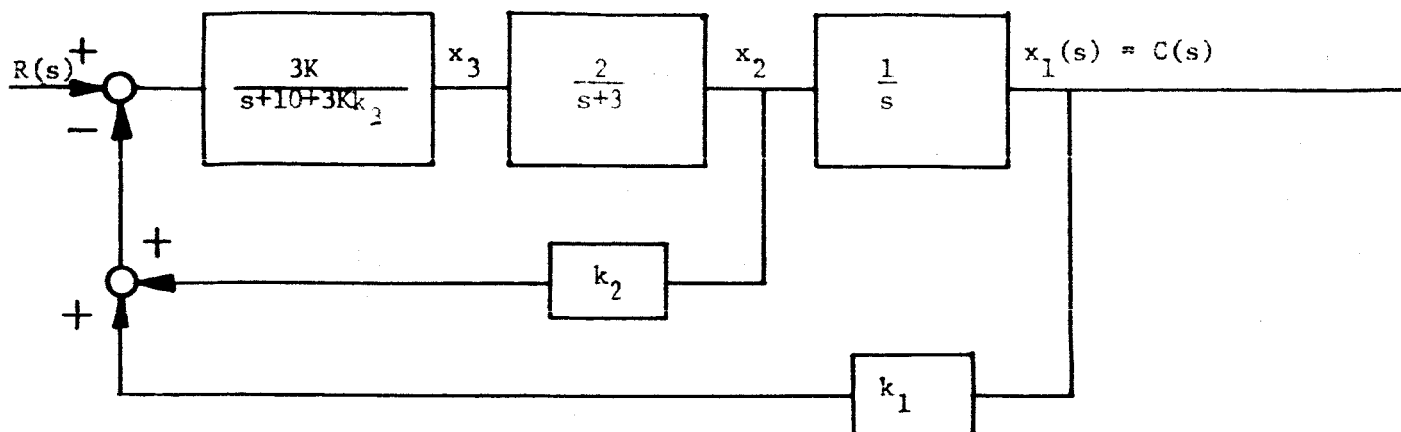 R(s)
+
−
3K
s+10+3Kk₃
x₃
2
s+3
x₂
1
s
x₁(s) = C(s)
+
+
k₂
k₁